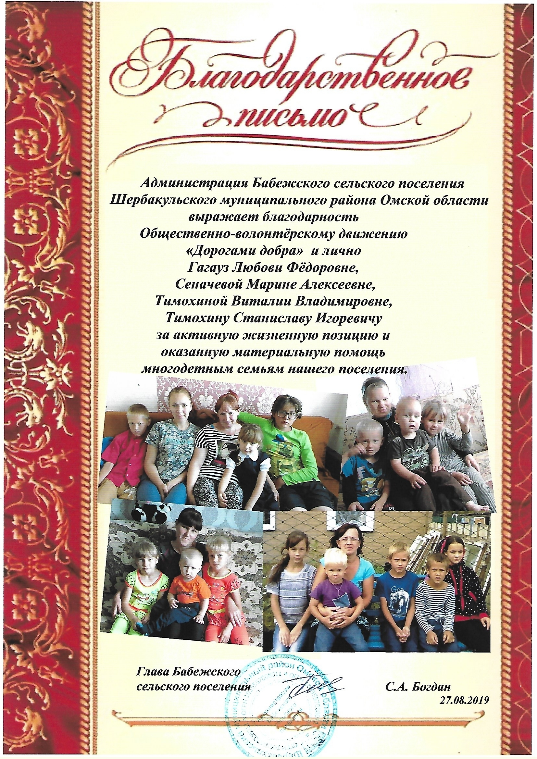 Благодарственное
письмо
Администрация Бабежского сельского поселения
Шербакульского муниципального района Омской области
выражает благодарность
Общественно-волонтёрскому движению
«Дорогами добра» и лично
Гагауз Любови Фёдоровне,
Сеначевой Марине Алексеевне,
Тимохиной Виталии Владимировне,
Тимохину Станиславу Игоревичу
за активную жизненную позицию и
оказанную материальную помощь
многодетным семьям нашего поселения.
Глава Бабежского
сельского поселения
С.А. Богдан
27.08.2019